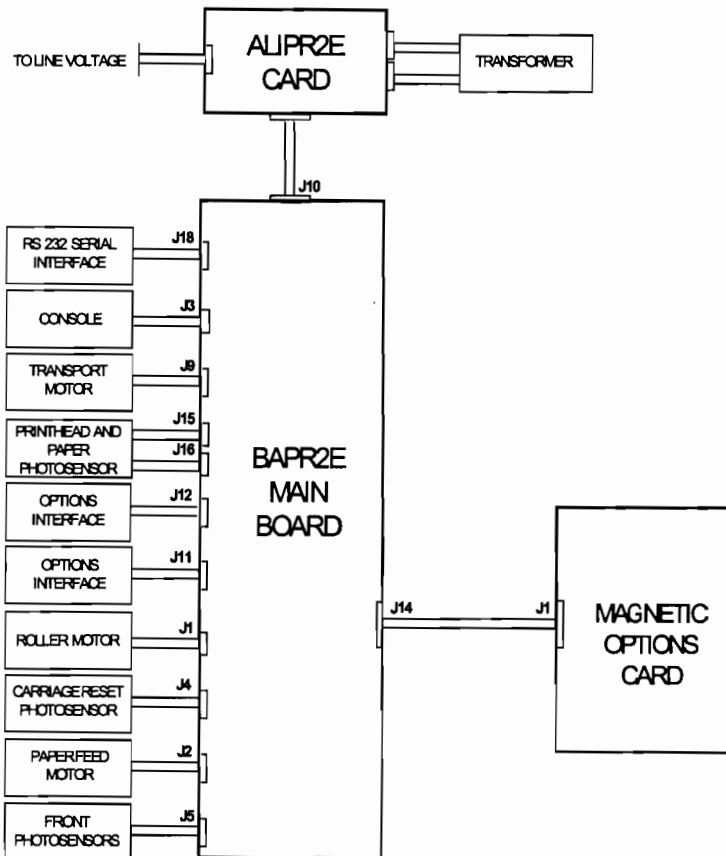 ALIPR2E
CARD
TO LINE VOLTAGE
TRANSFORMER
J10
RS 232 SERIAL
INTERFACE
J18
CONSOLE
J3
TRANSPORT
MOTOR
J9
PRINTHEAD AND
PAPER
PHOTOSENSOR
J15
J16
OPTIONS
INTERFACE
J12
OPTIONS
INTERFACE
J11
ROLLER MOTOR
J1
CARRIAGE RESET
PHOTOSENSOR
J4
PAPER FEED
MOTOR
J2
FRONT
PHOTOSENSORS
J5
BAPR2E
MAIN
BOARD
J14
J1
MAGNETIC
OPTIONS
CARD